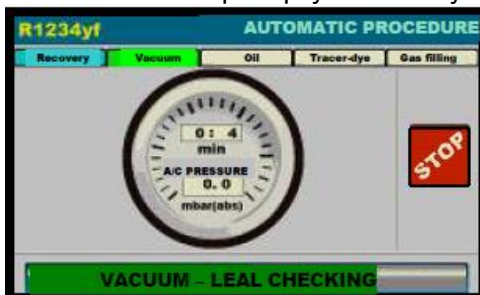 R1234yf AUTOMATIC PROCEDURE
Recovery Vacuum Oil Tracer-dye Gas filling
0: 4
min
A/C PRESSURE
0.0
mbar(abs)
STOP
VACUUM – LEAL CHECKING